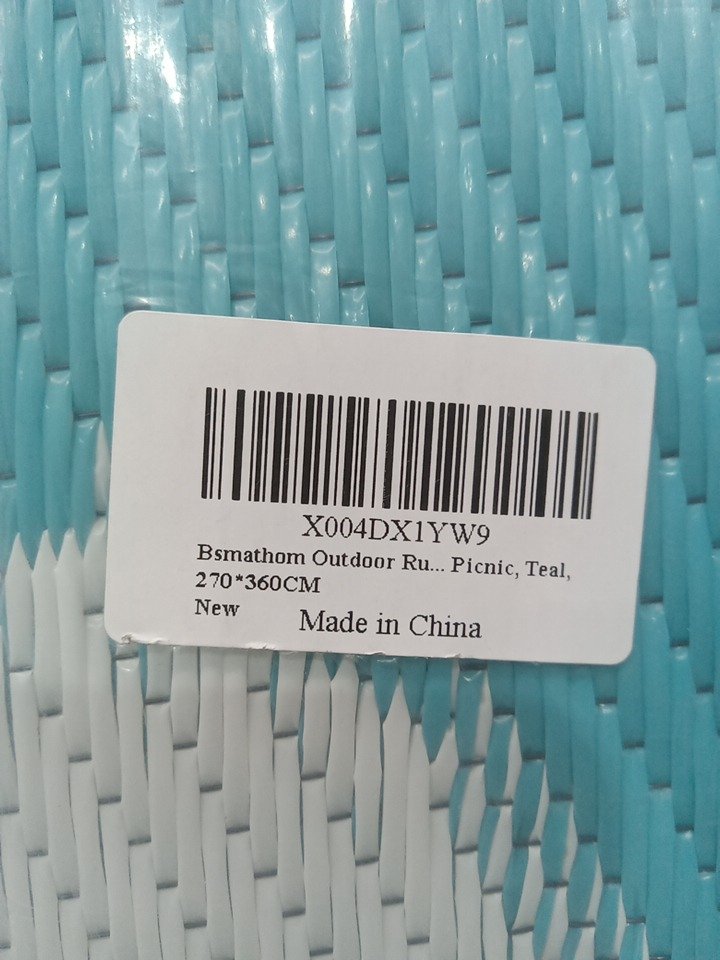 X004DX1YW9
Bsmathom Outdoor Ru... Picnic, Teal,
270*360CM
New
Made in China